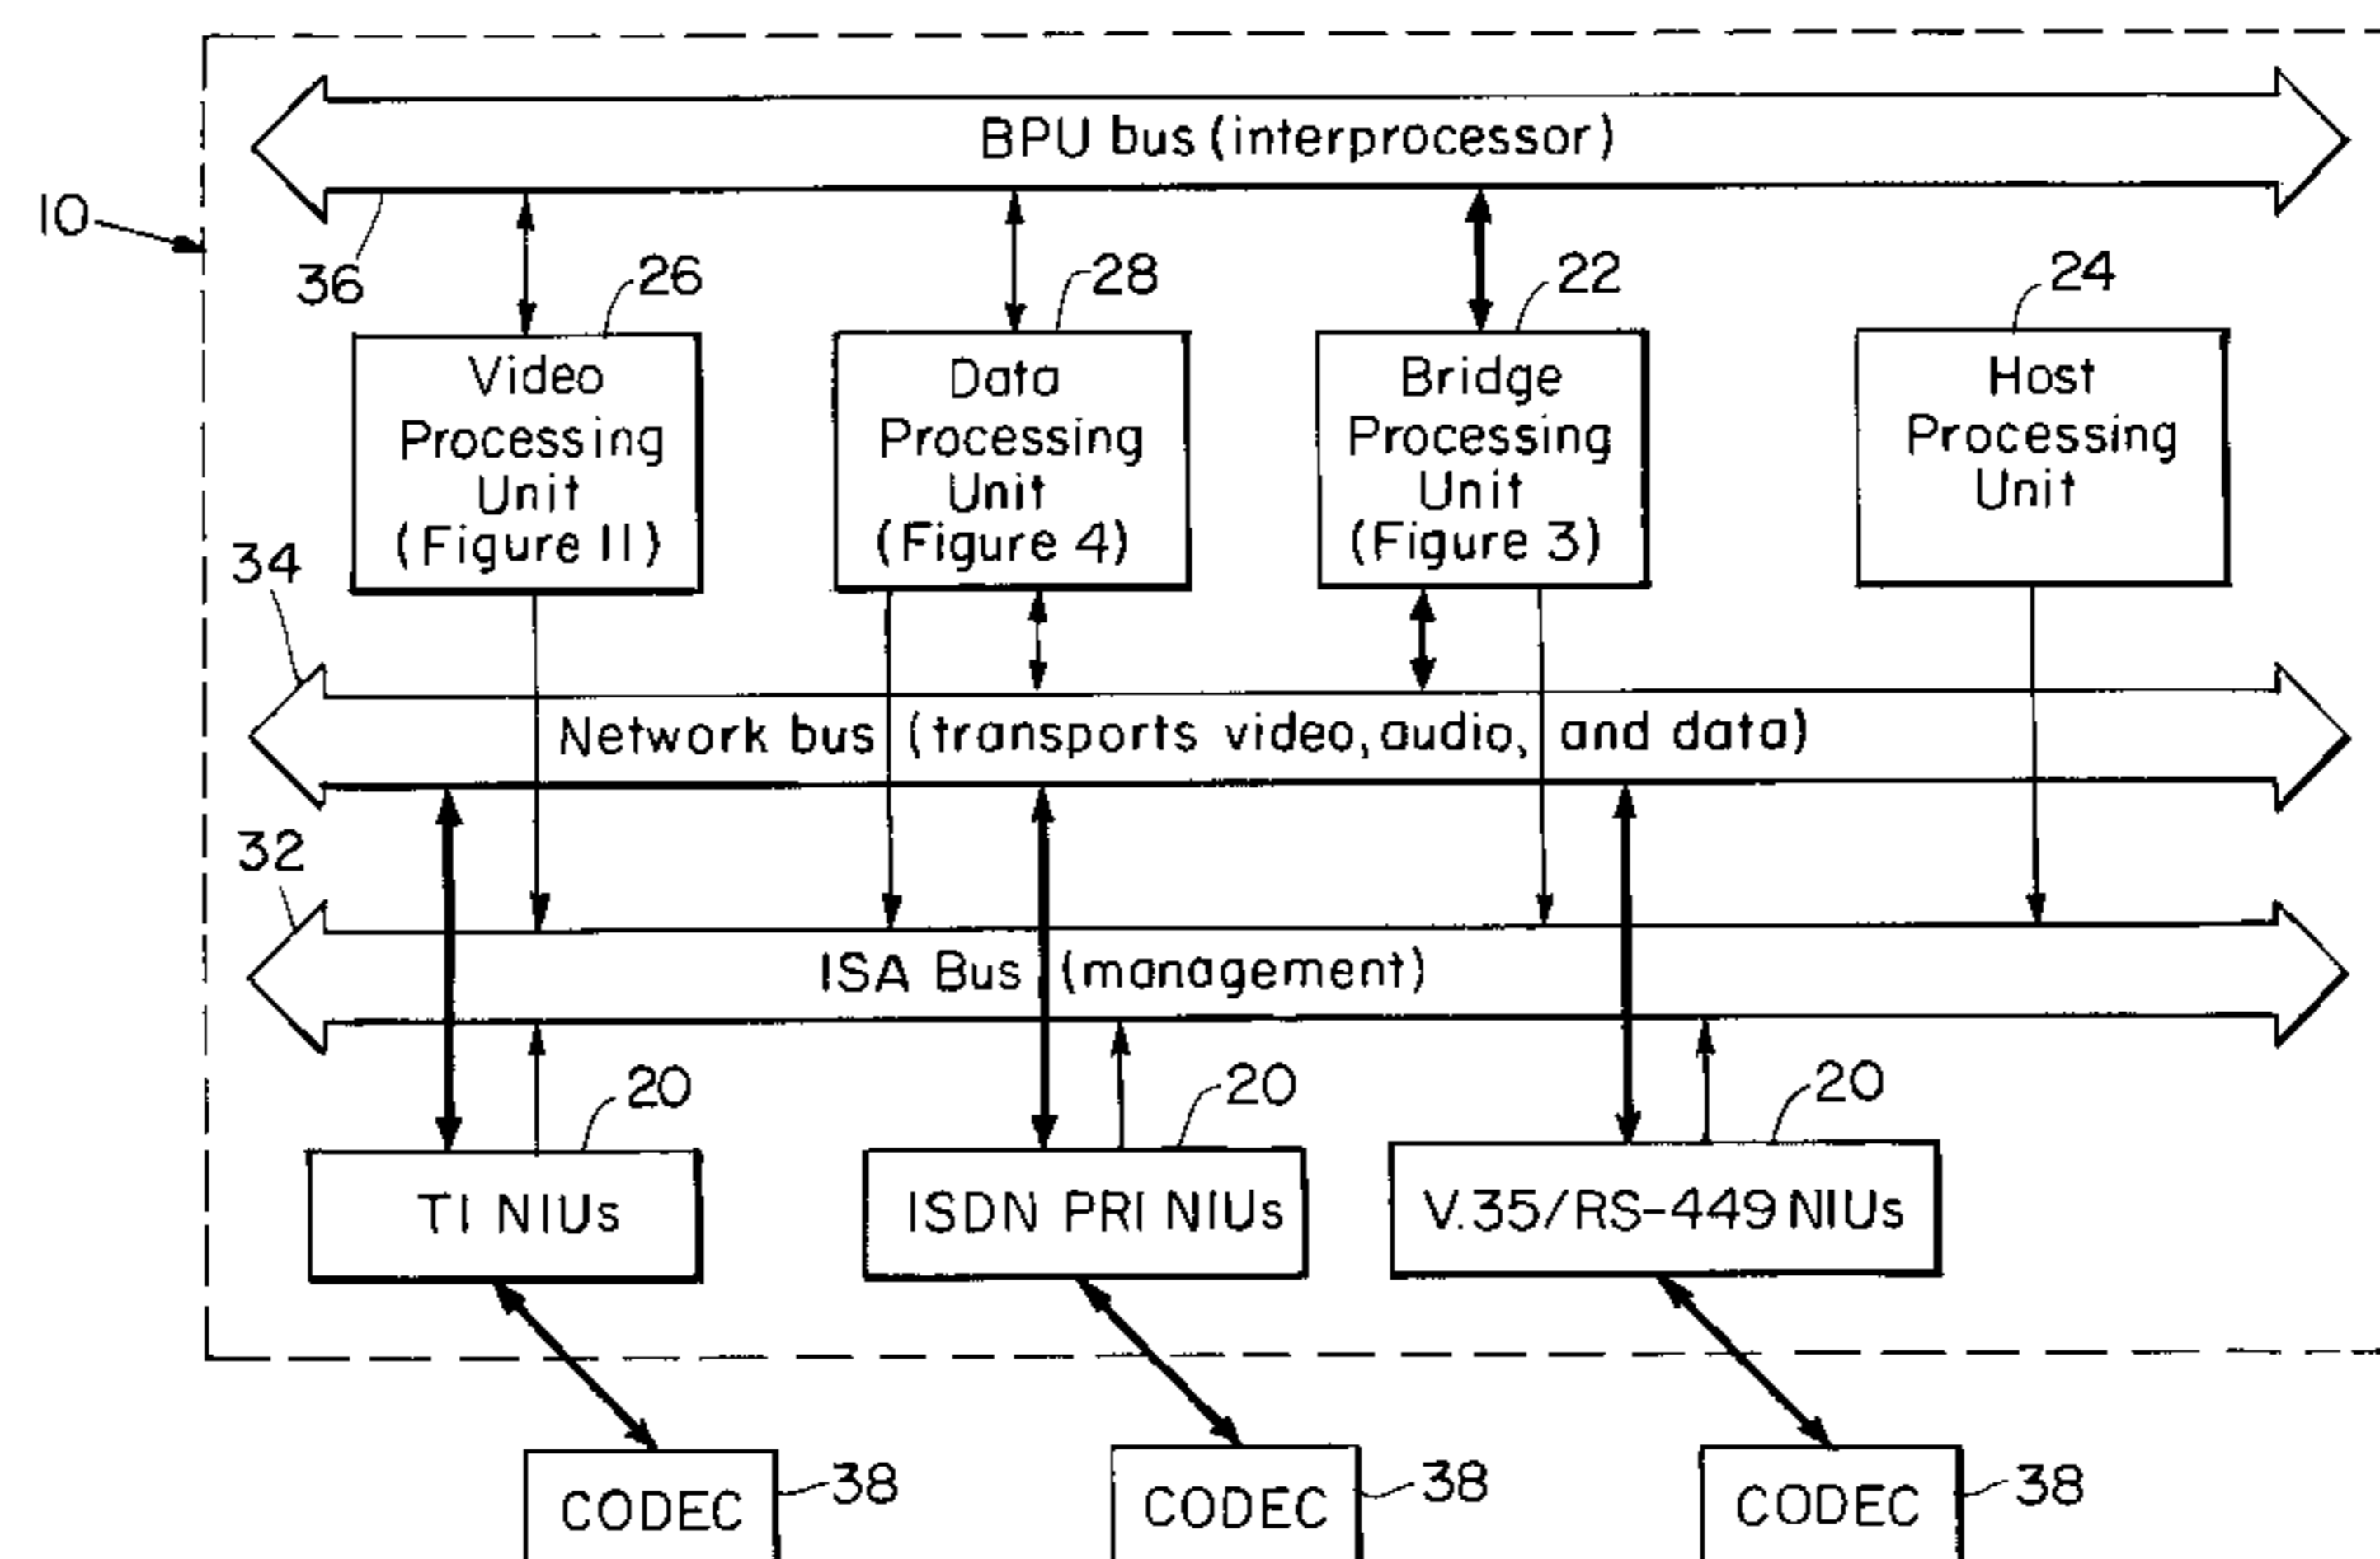 BPU bus (interprocessor)
10
36
26
28
22
24
Video
Processing
Unit
(Figure 11)
Data
Processing
Unit
(Figure 4)
Bridge
Processing
Unit
(Figure 3)
Host
Processing
Unit
34
Network bus (transports video, audio, and data)
32
ISA Bus (management)
20
20
20
T1 NIUs
ISDN PRI NIUs
V.35/RS-449 NIUs
CODEC
38
CODEC
38
CODEC
38